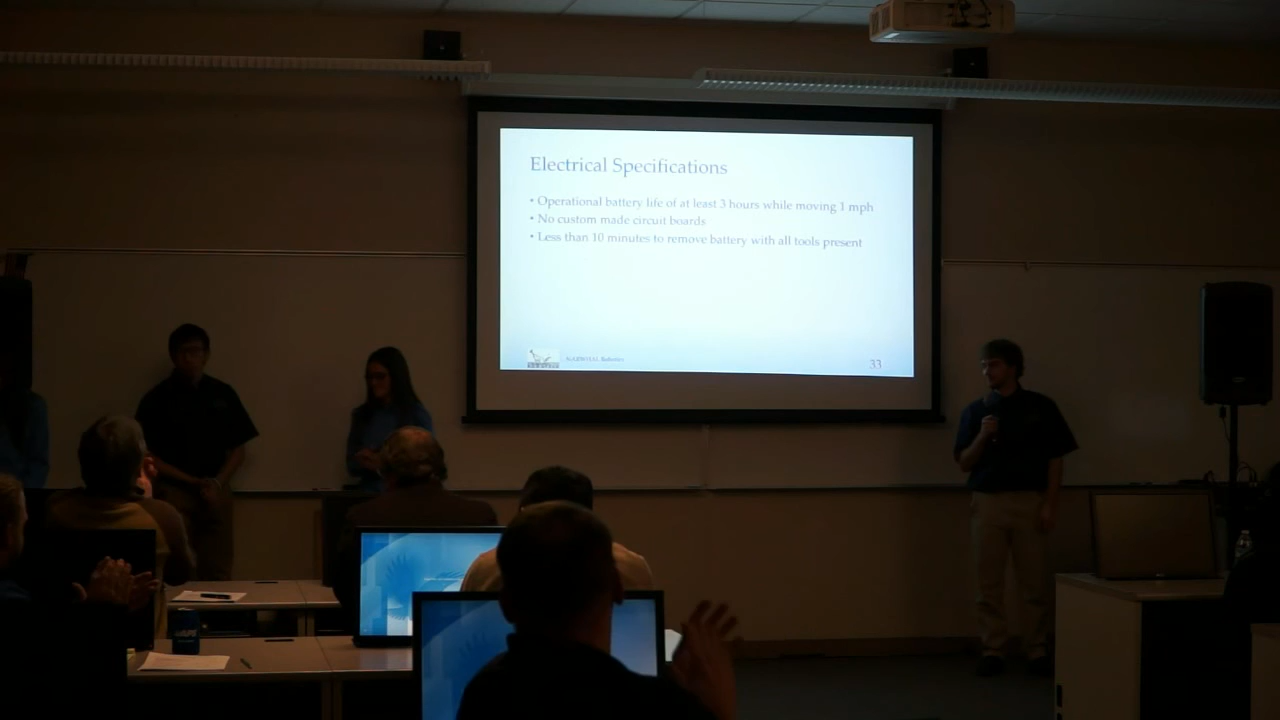 Electrical Specifications
• Operational battery life of at least 3 hours while moving 1 mph
• No custom made circuit boards
• Less than 10 minutes to remove battery with all tools present
33